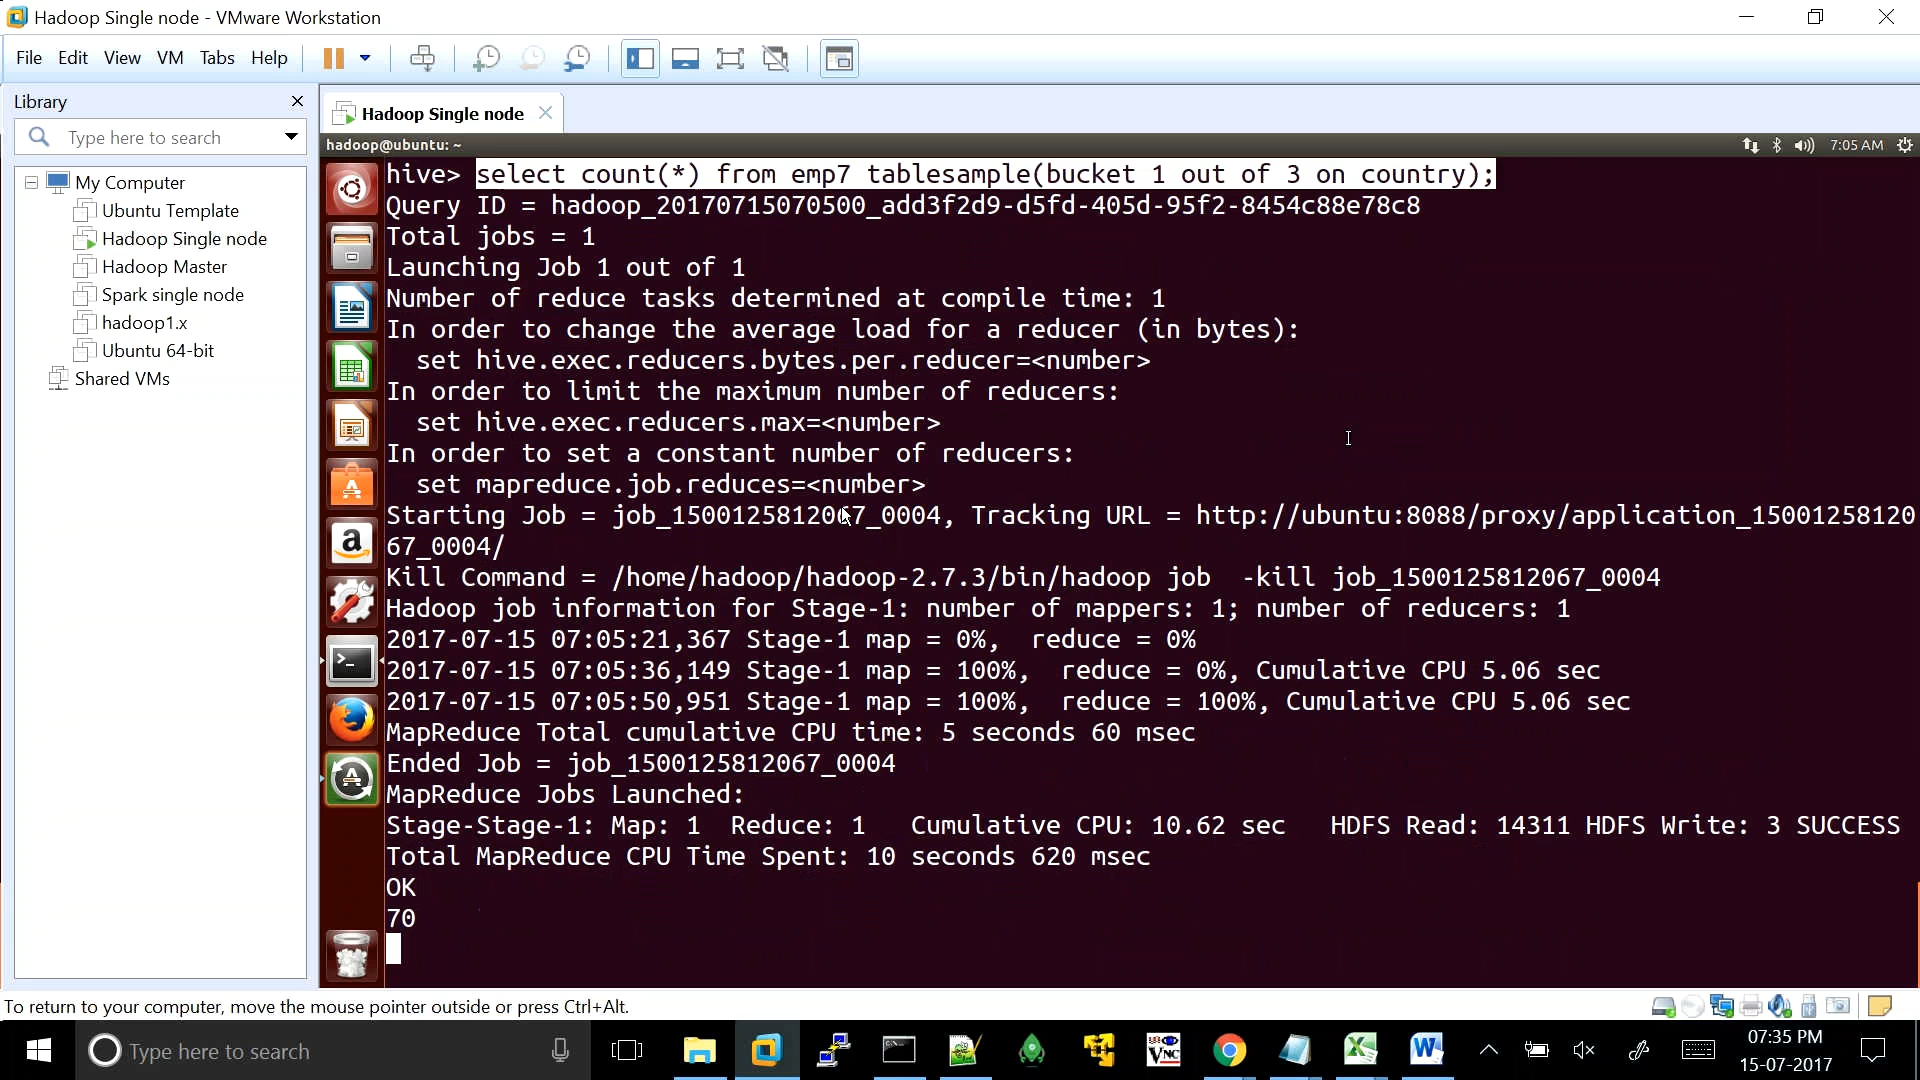 Hadoop Single node - VMware Workstation
File Edit View VM Tabs Help
Library
Type here to search
My Computer
Ubuntu Template
Hadoop Single node
Hadoop Master
Spark single node
hadoop1.x
Ubuntu 64-bit
Shared VMs
Hadoop Single node
hadoop@ubuntu: ~
7:05 AM
hive> select count(*) from emp7 tablesample(bucket 1 out of 3 on country);
Query ID = hadoop_20170715070500_add3f2d9-d5fd-405d-95f2-8454c88e78c8
Total jobs = 1
Launching Job 1 out of 1
Number of reduce tasks determined at compile time: 1
In order to change the average load for a reducer (in bytes):
  set hive.exec.reducers.bytes.per.reducer=<number>
In order to limit the maximum number of reducers:
  set hive.exec.reducers.max=<number>
In order to set a constant number of reducers:
  set mapreduce.job.reduces=<number>
Starting Job = job_1500125812067_0004, Tracking URL = http://ubuntu:8088/proxy/application_15001258120
67_0004/
Kill Command = /home/hadoop/hadoop-2.7.3/bin/hadoop job  -kill job_1500125812067_0004
Hadoop job information for Stage-1: number of mappers: 1; number of reducers: 1
2017-07-15 07:05:21,367 Stage-1 map = 0%,  reduce = 0%
2017-07-15 07:05:36,149 Stage-1 map = 100%,  reduce = 0%, Cumulative CPU 5.06 sec
2017-07-15 07:05:50,951 Stage-1 map = 100%,  reduce = 100%, Cumulative CPU 5.06 sec
MapReduce Total cumulative CPU time: 5 seconds 60 msec
Ended Job = job_1500125812067_0004
MapReduce Jobs Launched:
Stage-Stage-1: Map: 1  Reduce: 1   Cumulative CPU: 10.62 sec   HDFS Read: 14311 HDFS Write: 3 SUCCESS
Total MapReduce CPU Time Spent: 10 seconds 620 msec
OK
70
To return to your computer, move the mouse pointer outside or press Ctrl+Alt.
Type here to search
07:35 PM
15-07-2017